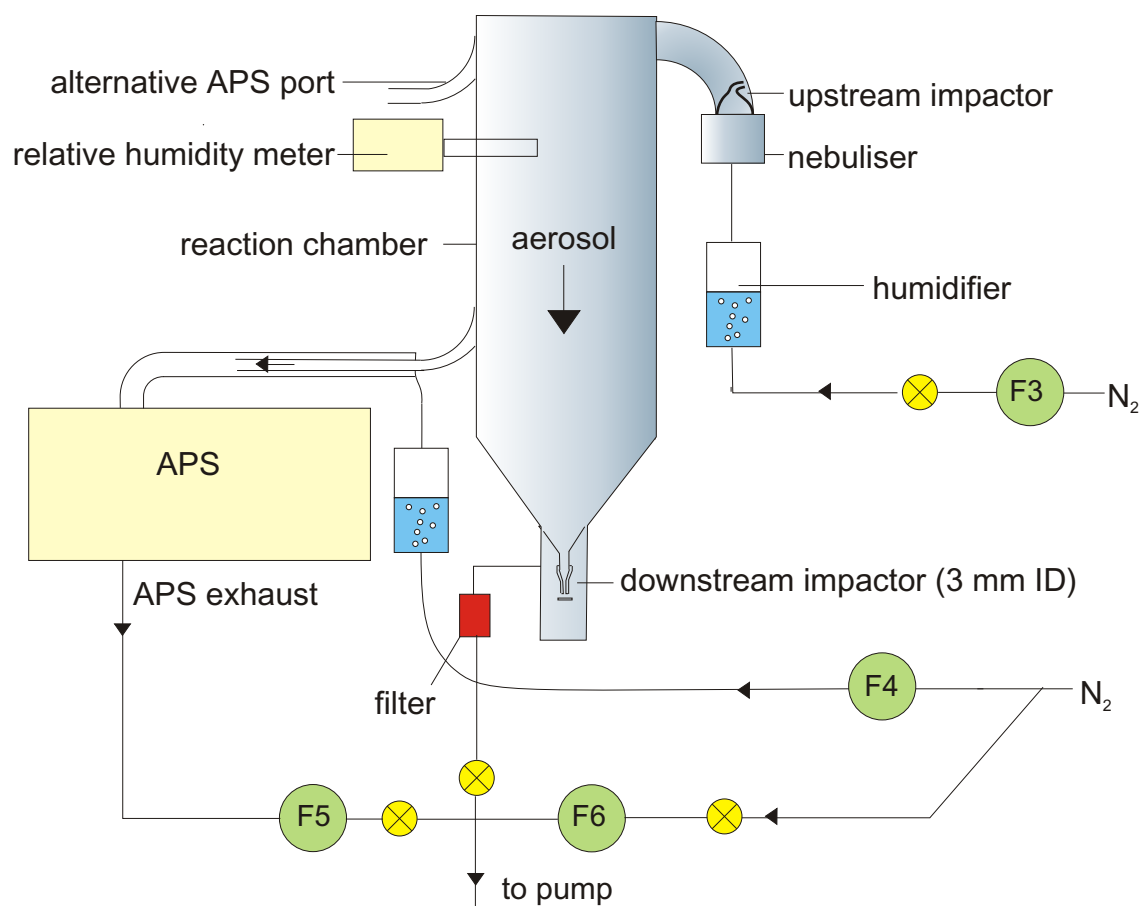 alternative APS port
upstream impactor
relative humidity meter
nebuliser
reaction chamber
aerosol
humidifier
F3
N₂
APS
APS exhaust
downstream impactor (3 mm ID)
filter
F4
N₂
F5
F6
to pump